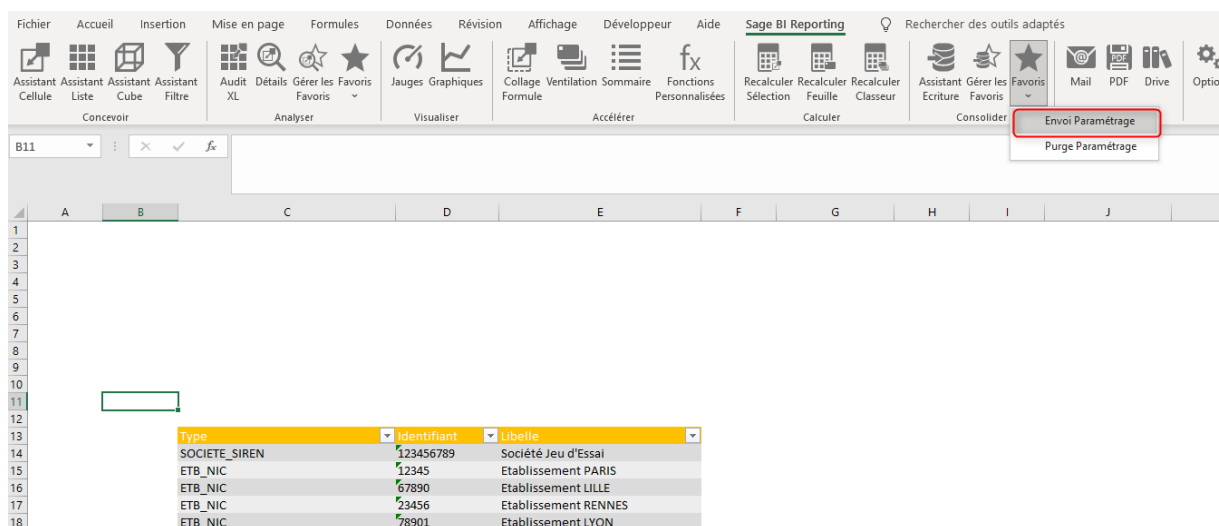 Fichier Accueil Insertion Mise en page Formules Données Révision Affichage Développeur Aide Sage BI Reporting Rechercher des outils adaptés
Assistant Assistant Assistant Assistant Audit Détails Gérer les Favoris Jauges Graphiques Collage Ventilation Sommaire Fonctions Recalculer Recalculer Recalculer Assistant Gérer les Favoris Mail PDF Drive Optio
Cellule Liste Cube Filtre XL Favoris Formule Personnalisées Sélection Feuille Classeur Ecriture Favoris
Concevoir Analyser Visualiser Accélérer Calculer Consolider
Envoi Paramétrage
Purge Paramétrage
B11 fx
A B C D E F G H I J
1
2
3
4
5
6
7
8
9
10
11
12
13 Type Identifiant Libelle
14 SOCIETE_SIREN 123456789 Société Jeu d'Essai
15 ETB_NIC 12345 Etablissement PARIS
16 ETB_NIC 67890 Etablissement LILLE
17 ETB_NIC 23456 Etablissement RENNES
18 ETB_NIC 78901 Etablissement LYON